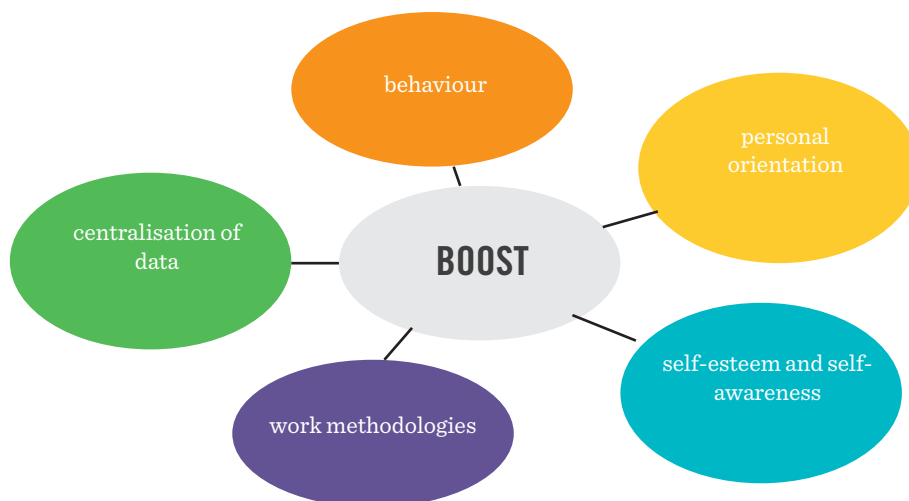 behaviour
personal
orientation
centralisation of
data
BOOST
self-esteem and self-
awareness
work methodologies